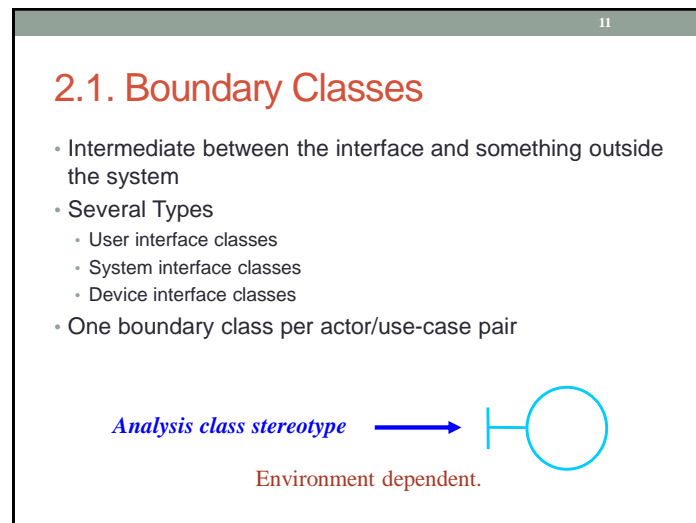 11
2.1. Boundary Classes
• Intermediate between the interface and something outside
the system
• Several Types
• User interface classes
• System interface classes
• Device interface classes
• One boundary class per actor/use-case pair
Analysis class stereotype
Environment dependent.